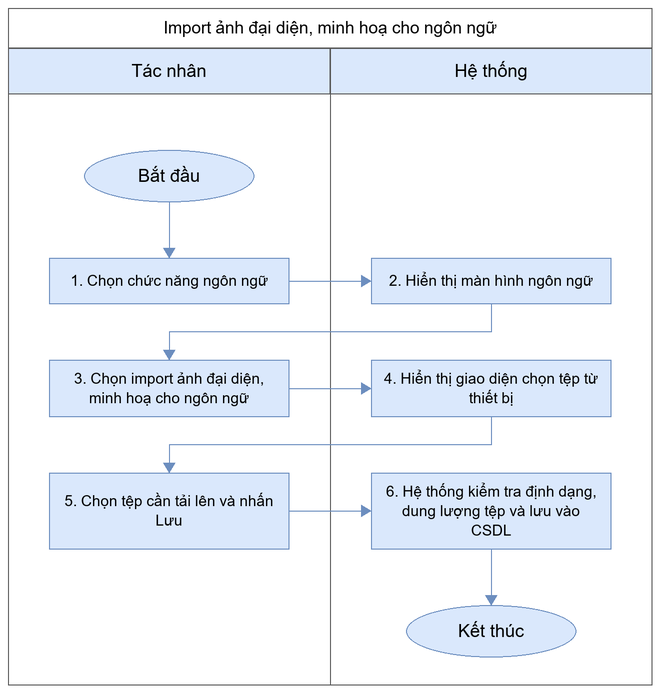 Import ảnh đại diện, minh hoạ cho ngôn ngữ
Tác nhân
Hệ thống
Bắt đầu
1. Chọn chức năng ngôn ngữ
2. Hiển thị màn hình ngôn ngữ
3. Chọn import ảnh đại diện,
minh hoạ cho ngôn ngữ
4. Hiển thị giao diện chọn tệp từ
thiết bị
5. Chọn tệp cần tải lên và nhấn
Lưu
6. Hệ thống kiểm tra định dạng,
dung lượng tệp và lưu vào
CSDL
Kết thúc